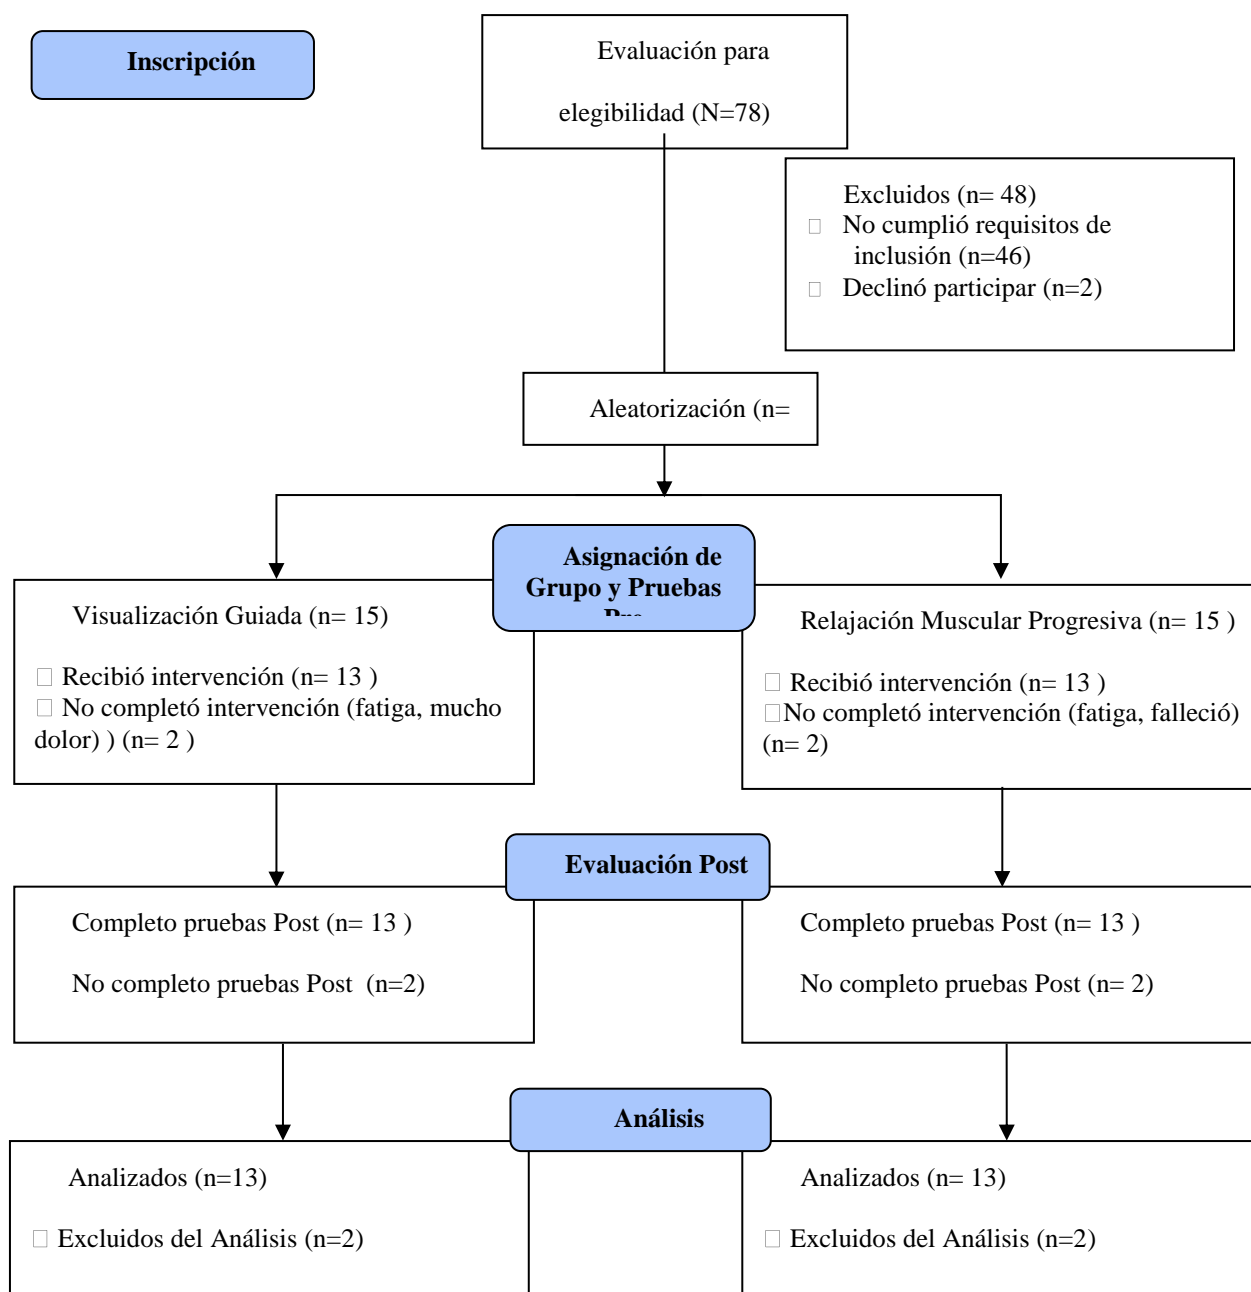 Inscripción
Evaluación para
elegibilidad (N=78)
Excluidos (n= 48)
No cumplió requisitos de
inclusión (n=46)
Declinó participar (n=2)
Aleatorización (n=
Asignación de
Grupo y Pruebas
Visualización Guiada (n= 15)
Recibió intervención (n= 13 )
No completó intervención (fatiga, mucho
dolor) ) (n= 2 )
Relajación Muscular Progresiva (n= 15 )
Recibió intervención (n= 13 )
No completó intervención (fatiga, falleció)
(n= 2)
Evaluación Post
Completo pruebas Post (n= 13 )
No completo pruebas Post (n=2)
Completo pruebas Post (n= 13 )
No completo pruebas Post (n= 2)
Análisis
Analizados (n=13)
Excluidos del Análisis (n=2)
Analizados (n= 13)
Excluidos del Análisis (n=2)